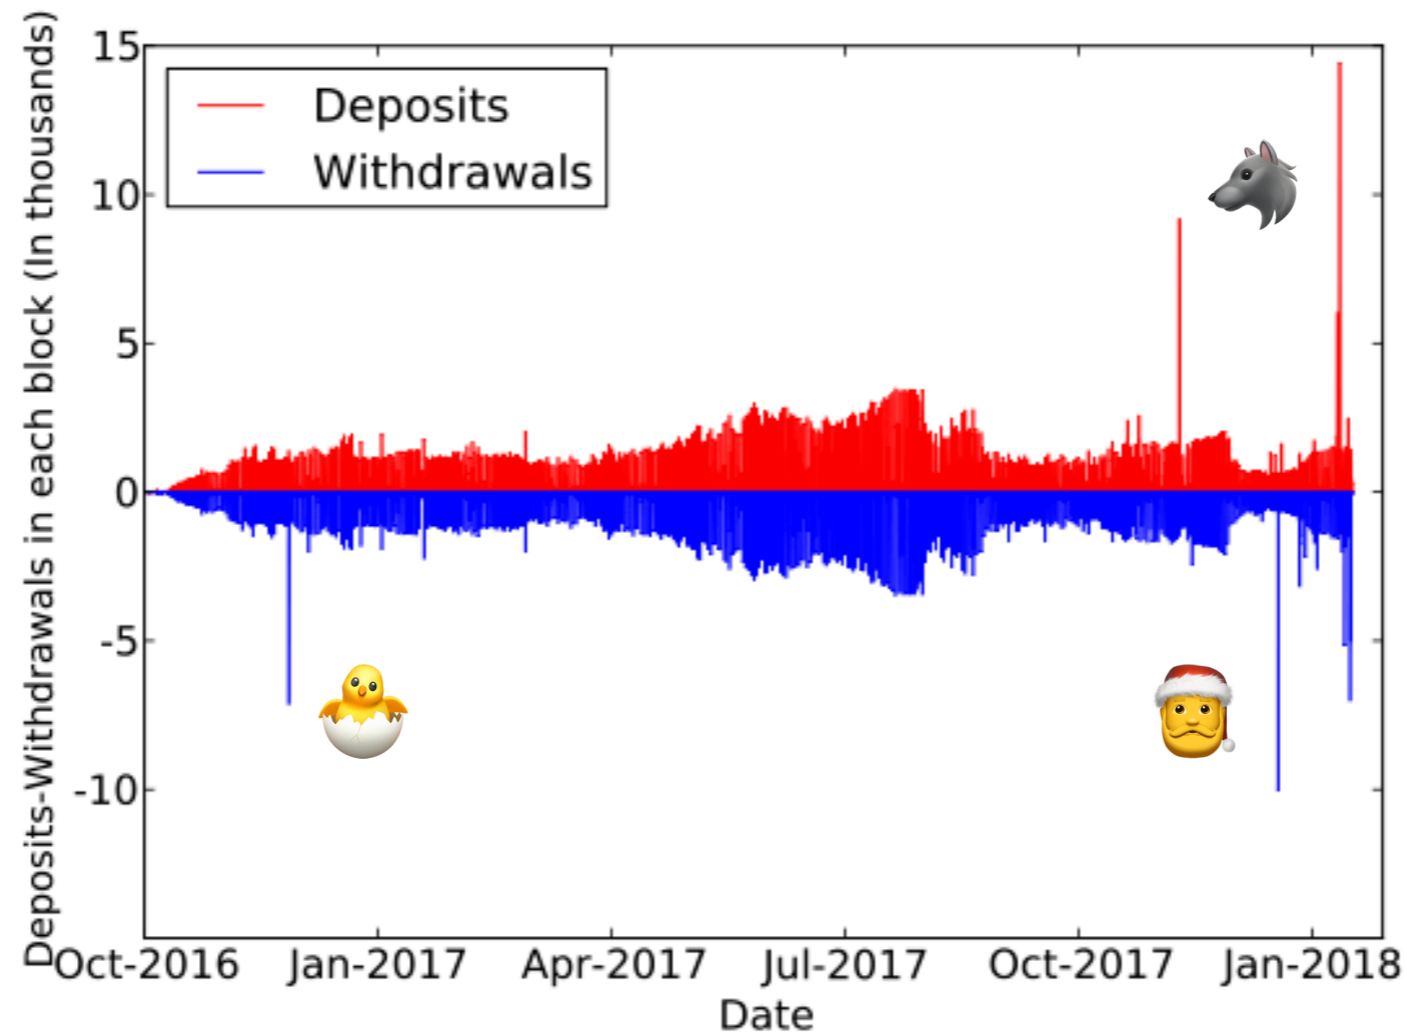 Deposits-Withdrawals in each block (In thousands)
15
10
5
0
-5
-10
Deposits
Withdrawals
Oct-2016 Jan-2017 Apr-2017 Jul-2017 Oct-2017 Jan-2018
Date